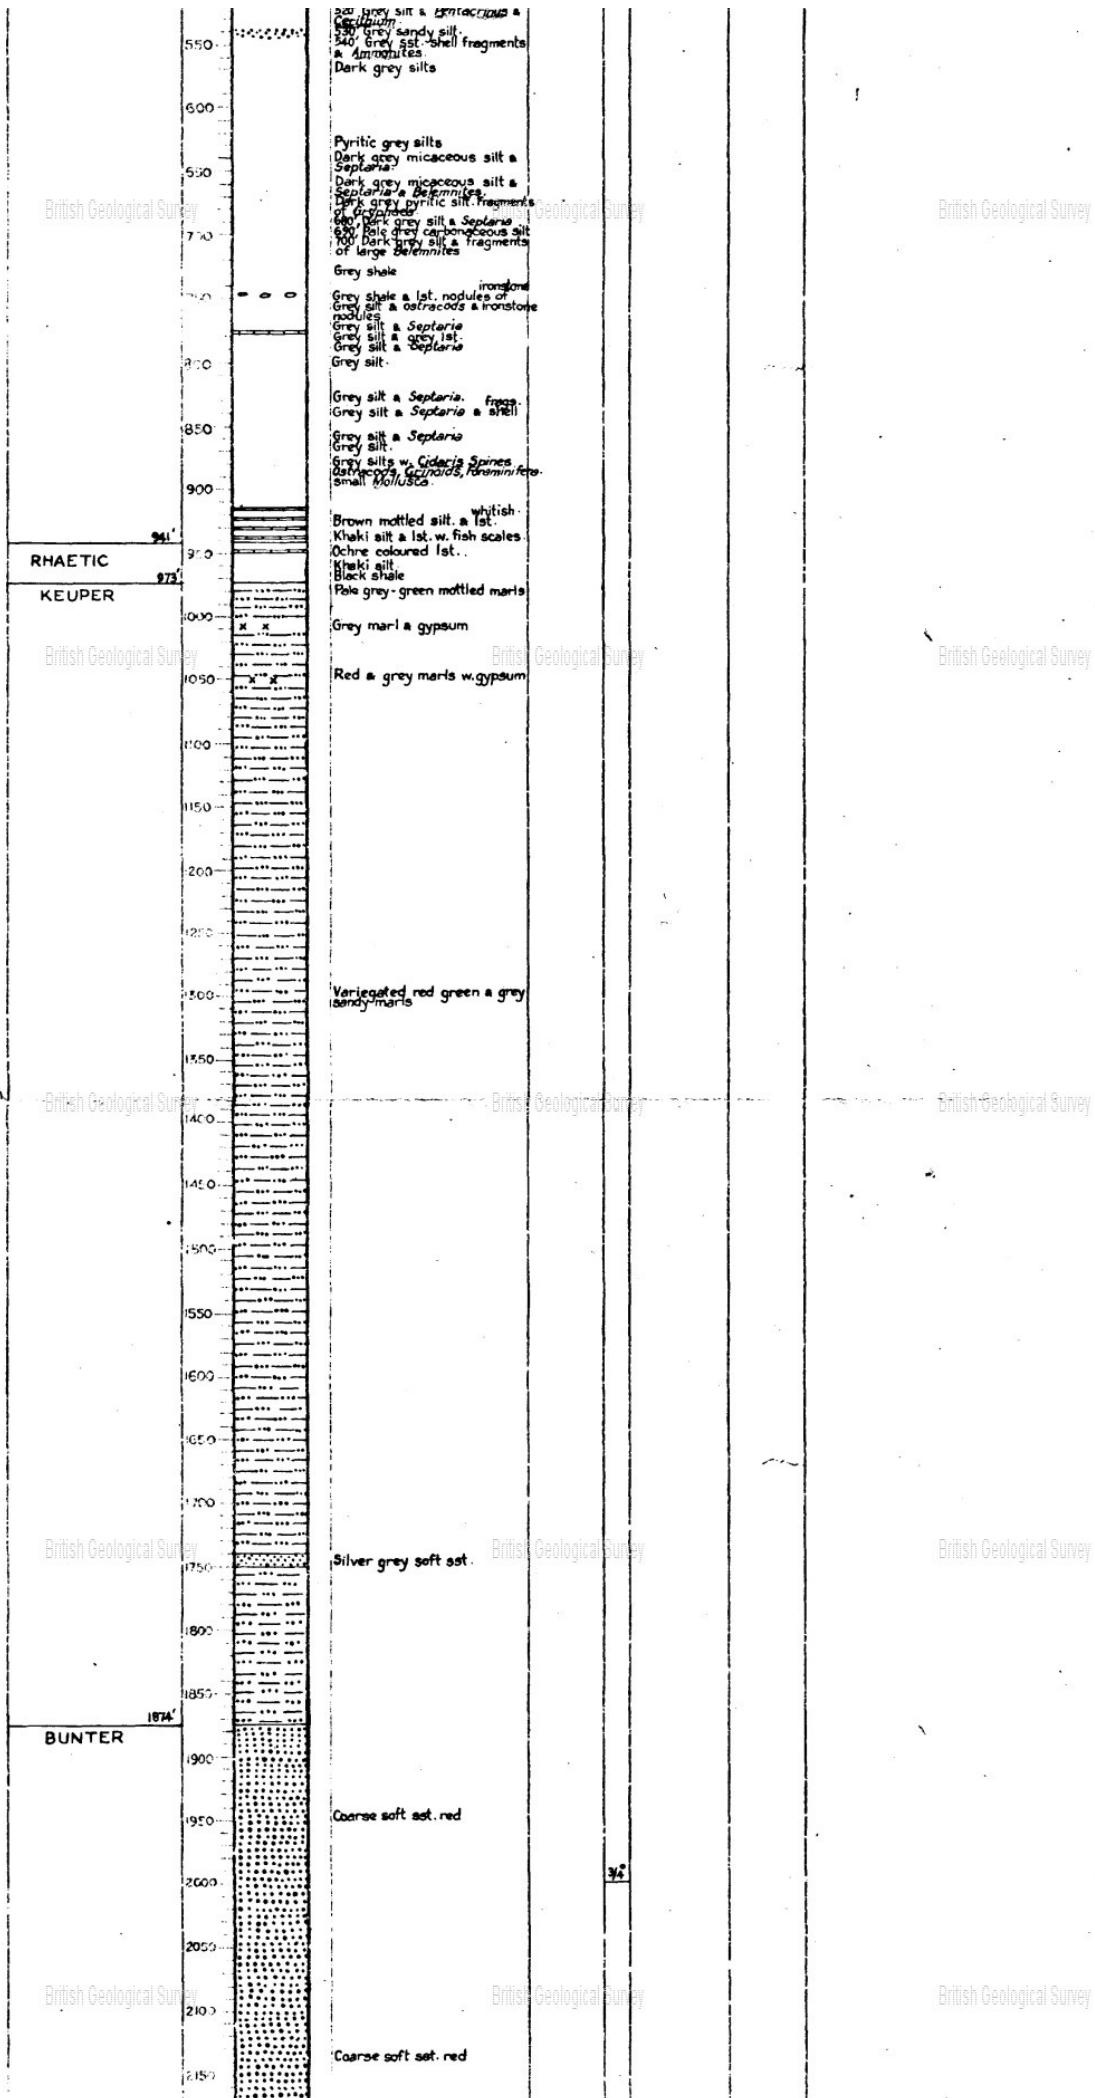 520' Grey silt & Pentacrinus &
Cerithium.
530' Grey sandy silt.
540' Grey sst. shell fragments
& Ammonites.
550
Dark grey silts
600
Pyritic grey silts
Dark grey micaceous silt &
Septaria.
650
Dark grey micaceous silt &
Septaria & Belemnites.
Dark grey pyritic silt. Fragments
of Gryphaea.
British Geological Survey
British Geological Survey
British Geological Survey
680' Dark grey silt & Septaria
690' Pale grey carbonaceous silt
700
700' Dark grey silt & fragments
of large Belemnites
Grey shale
ironstone
Grey shale & lst. nodules of
Grey silt & ostracods & ironstone
nodules
Grey silt & Septaria
Grey silt & grey lst.
Grey silt & Septaria
800
Grey silt.
Grey silt & Septaria.
frags.
Grey silt & Septaria & shell
850
Grey silt & Septaria
Grey silt.
Grey silts w. Cidaris Spines
Ostracods, Crinoids, Foraminifera.
small Mollusca.
900
whitish.
Brown mottled silt. & lst.
941'
Khaki silt & lst. w. fish scales
950
Ochre coloured lst..
RHAETIC
Khaki silt
973'
Black shale
KEUPER
Pale grey-green mottled marls
1000
Grey marl & gypsum
British Geological Survey
British Geological Survey
British Geological Survey
1050
Red & grey marls w. gypsum
1100
1150
1200
1250
1300
Variegated red green & grey
sandy marls
1350
British Geological Survey
British Geological Survey
British Geological Survey
1400
1450
1500
1550
1600
1650
1700
British Geological Survey
British Geological Survey
British Geological Survey
1750
Silver grey soft sst.
1800
1850
1874'
BUNTER
1900
1950
Coarse soft sst. red
3/4°
2000
2050
British Geological Survey
British Geological Survey
British Geological Survey
2100
Coarse soft sst. red
2150